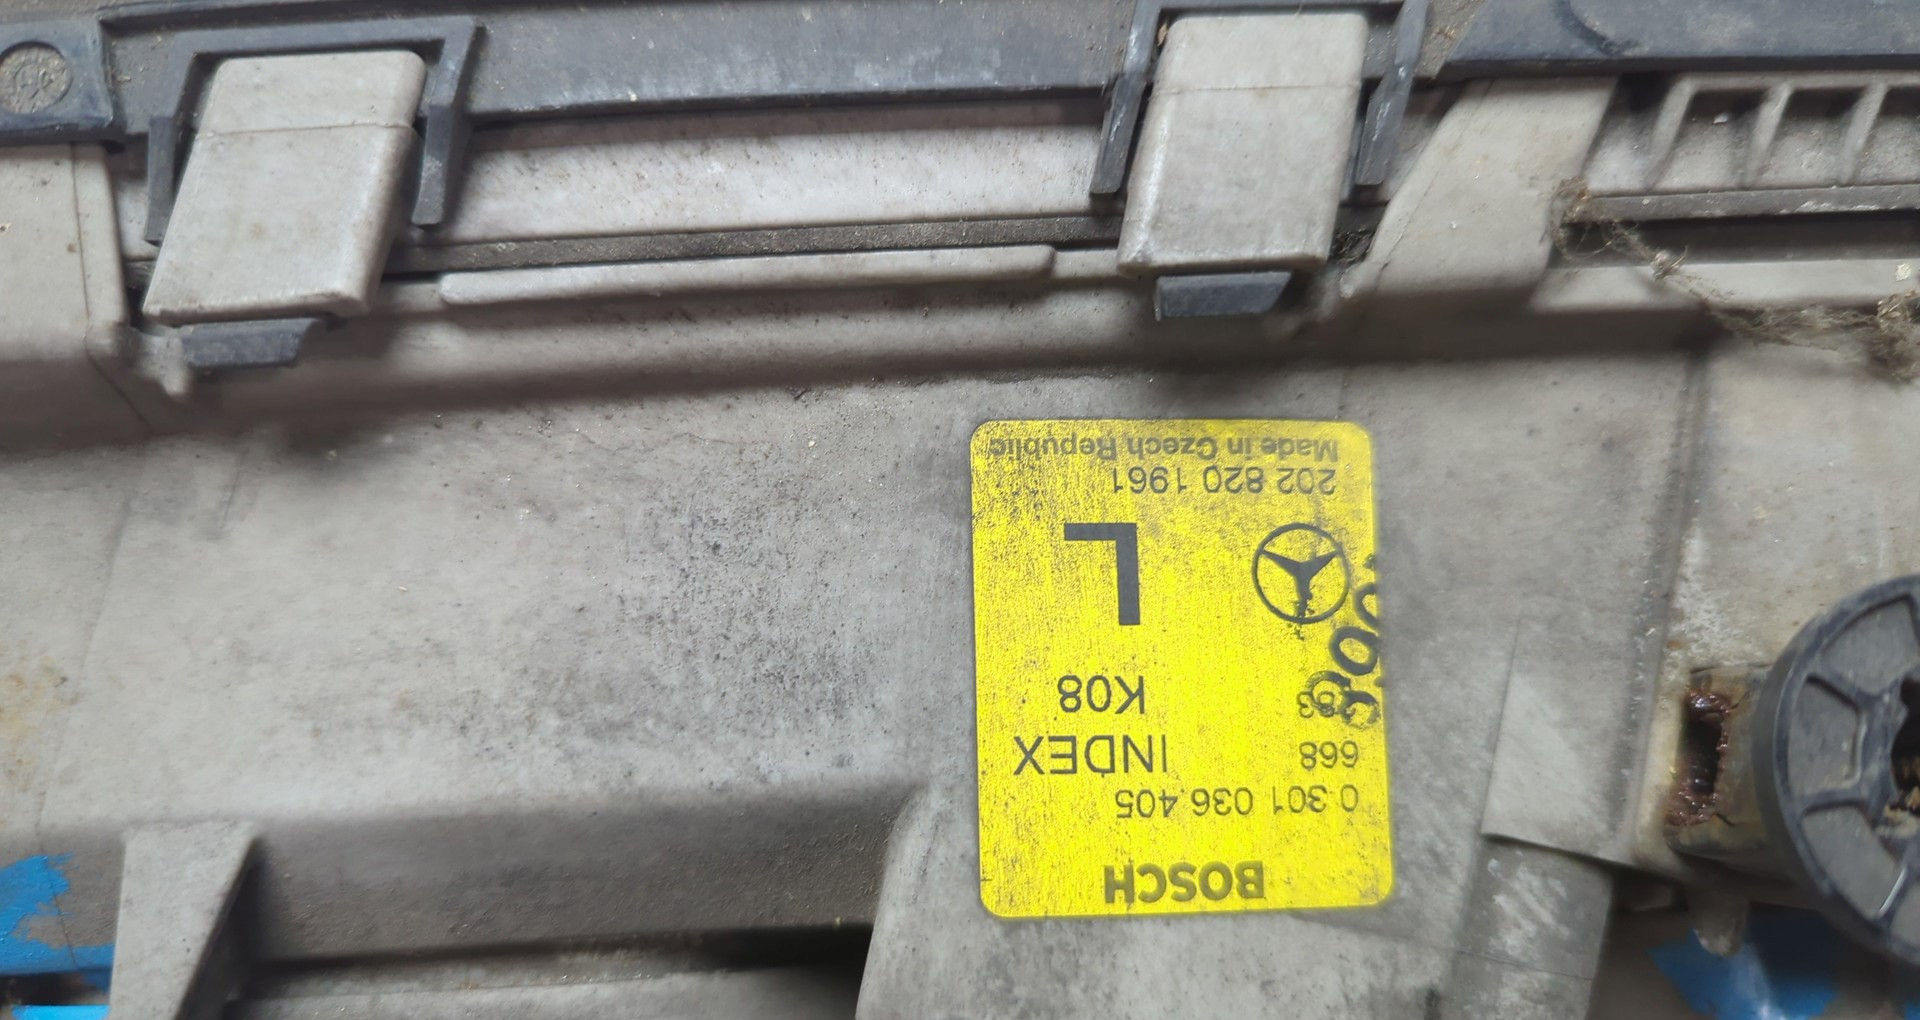 BOSCH
0 301 036 405
668
INDEX
K08
L
202 820 1961
Made in Czech Republic